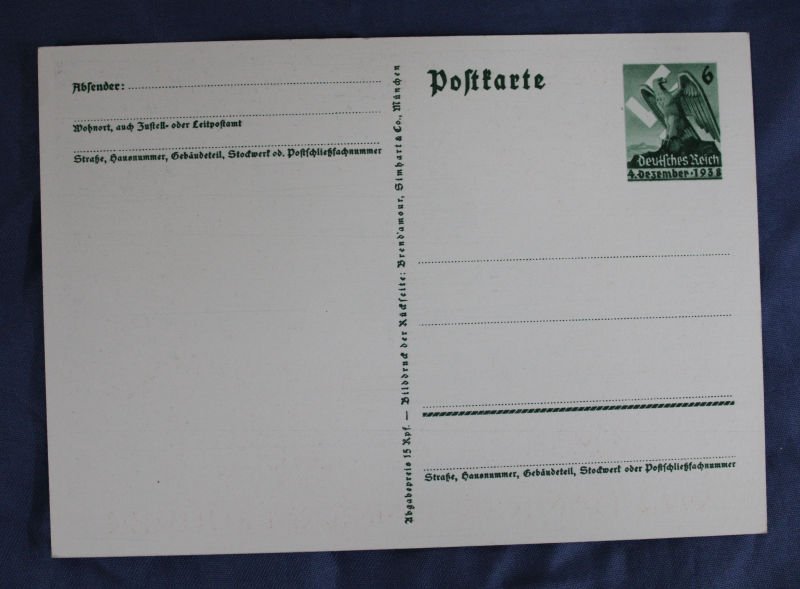 Absender:
Wohnort, auch Zustell- oder Leitpostamt
Straße, Hausnummer, Gebäudeteil, Stockwerk od. Postschließfachnummer
Abgabepreis 15 Rpf. — Bilddruck der Rückseite: Brend'amour, Simhart & Co., München
Postkarte
6
Deutsches Reich
4. Dezember · 1938
Straße, Hausnummer, Gebäudeteil, Stockwerk oder Postschließfachnummer